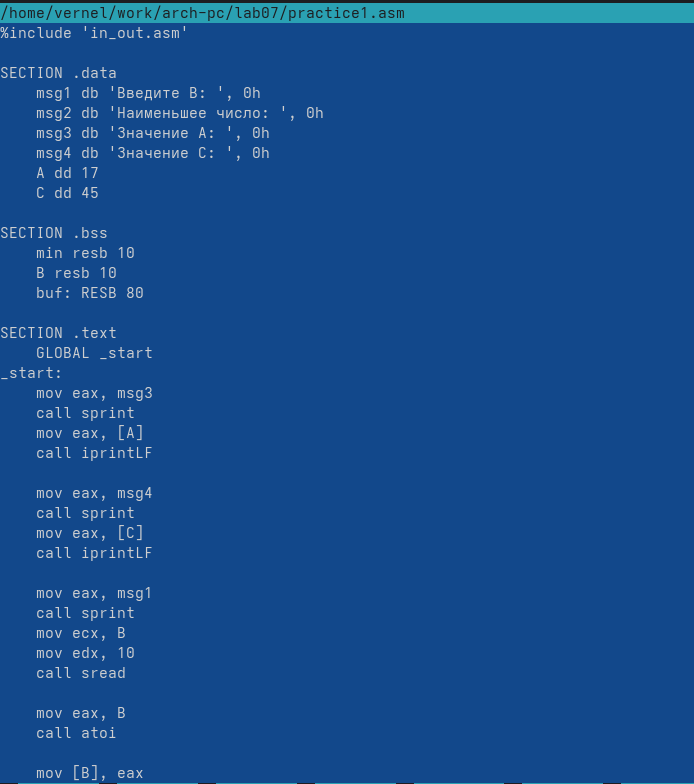 /home/vernel/work/arch-pc/lab07/practice1.asm
%include 'in_out.asm'

SECTION .data
    msg1 db 'Введите B: ', 0h
    msg2 db 'Наименьшее число: ', 0h
    msg3 db 'Значение A: ', 0h
    msg4 db 'Значение C: ', 0h
    A dd 17
    C dd 45

SECTION .bss
    min resb 10
    B resb 10
    buf: RESB 80

SECTION .text
    GLOBAL _start
_start:
    mov eax, msg3
    call sprint
    mov eax, [A]
    call iprintLF

    mov eax, msg4
    call sprint
    mov eax, [C]
    call iprintLF

    mov eax, msg1
    call sprint
    mov ecx, B
    mov edx, 10
    call sread

    mov eax, B
    call atoi

    mov [B], eax